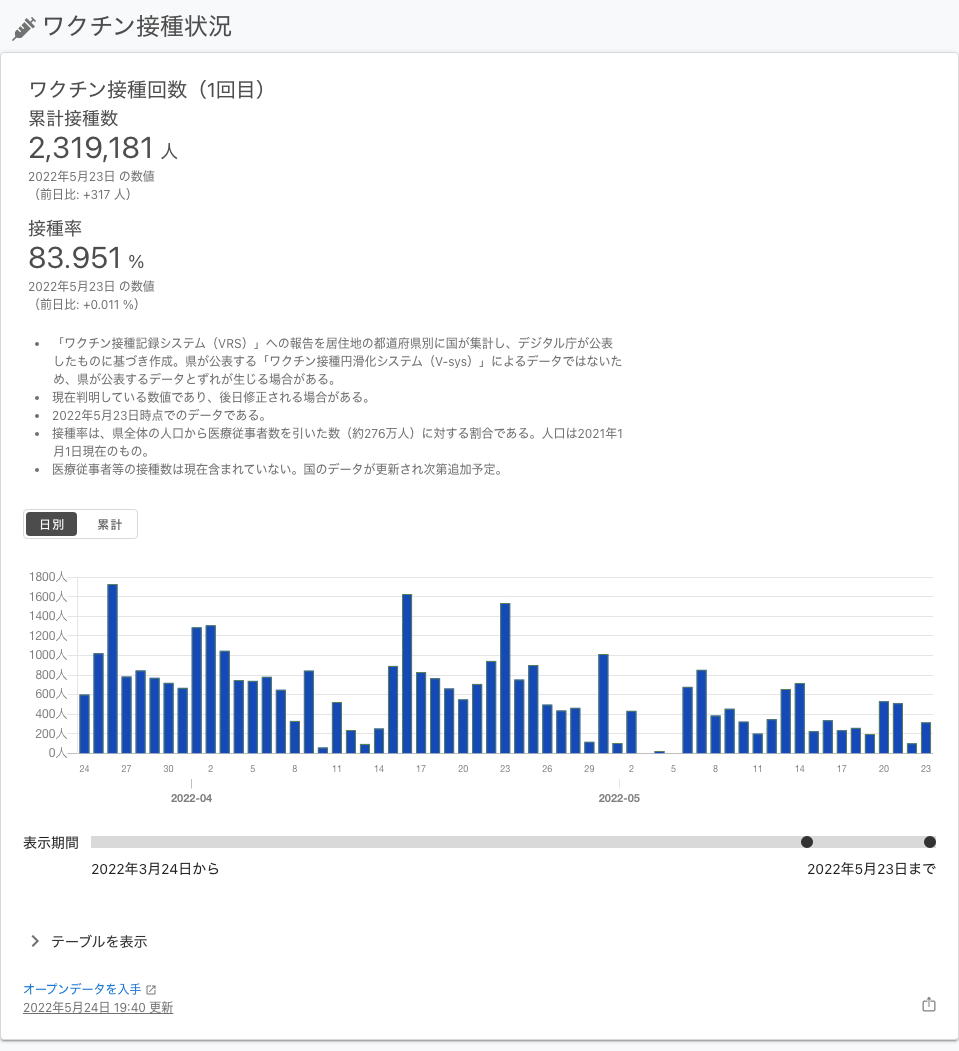 ワクチン接種状況
ワクチン接種回数（1回目）
累計接種数
2,319,181 人
2022年5月23日 の数値
（前日比: +317 人）
接種率
83.951 %
2022年5月23日 の数値
（前日比: +0.011 %）
• 「ワクチン接種記録システム（VRS）」への報告を居住地の都道府県別に国が集計し、デジタル庁が公表
したものに基づき作成。県が公表する「ワクチン接種円滑化システム（V-sys）」によるデータではないた
め、県が公表するデータとずれが生じる場合がある。
• 現在判明している数値であり、後日修正される場合がある。
• 2022年5月23日時点でのデータである。
• 接種率は、県全体の人口から医療従事者数を引いた数（約276万人）に対する割合である。人口は2021年1
月1日現在のもの。
• 医療従事者等の接種数は現在含まれていない。国のデータが更新され次第追加予定。
日別 累計
1800人
1600人
1400人
1200人
1000人
800人
600人
400人
200人
0人
24 27 30 2 5 8 11 14 17 20 23 26 29 2 5 8 11 14 17 20 23
2022-04 2022-05
表示期間
2022年3月24日から 2022年5月23日まで
テーブルを表示
オープンデータを入手
2022年5月24日 19:40 更新